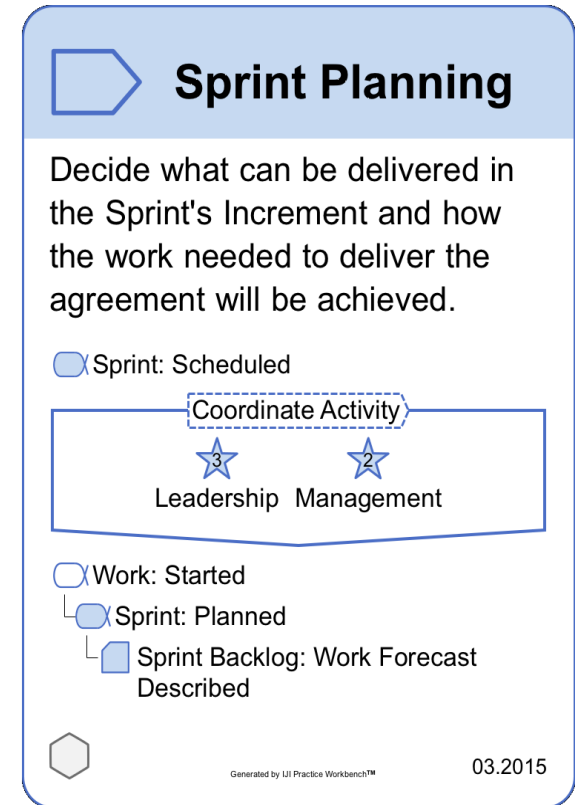 Sprint Planning
Decide what can be delivered in
the Sprint's Increment and how
the work needed to deliver the
agreement will be achieved.
Sprint: Scheduled
Coordinate Activity
3 2
Leadership Management
Work: Started
Sprint: Planned
Sprint Backlog: Work Forecast
Described
Generated by IJI Practice Workbench™ 03.2015